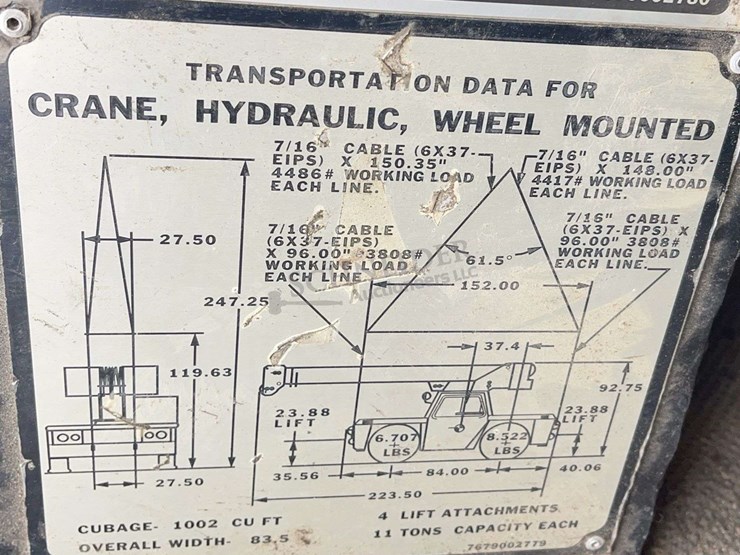 TRANSPORTATION DATA FOR
CRANE, HYDRAULIC, WHEEL MOUNTED
7/16" CABLE (6X37-
EIPS) X 150.35"
4486# WORKING LOAD
EACH LINE.
7/16" CABLE (6X37-
EIPS) X 148.00"
4417# WORKING LOAD
EACH LINE.
7/16" CABLE
(6X37-EIPS)
X 96.00" 3808#
WORKING LOAD
EACH LINE
7/16" CABLE
(6X37-EIPS) X
96.00" 3808#
WORKING LOAD
EACH LINE.
27.50
61.5°
Auctioneers LLC
152.00
247.25
37.4
119.63
92.75
23.88
LIFT
23.88
LIFT
6.707
LBS
8.522
LBS
35.56
84.00
40.06
27.50
223.50
CUBAGE- 1002 CU FT
OVERALL WIDTH- 83.5
4 LIFT ATTACHMENTS
11 TONS CAPACITY EACH
7679002779